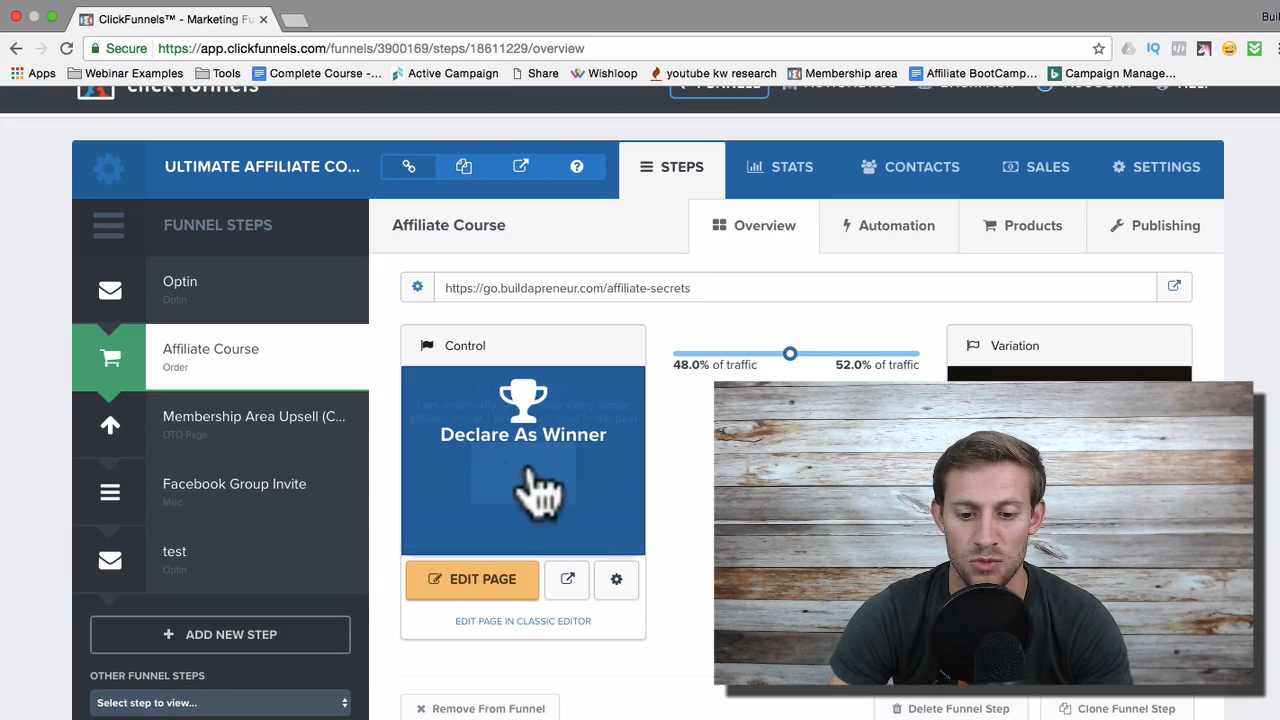 ClickFunnels™ - Marketing Fu
Buil
Secure
https://app.clickfunnels.com/funnels/3900169/steps/18611229/overview
Apps
Webinar Examples
Tools
Complete Course -...
Active Campaign
Share
Wishloop
youtube kw research
Membership area
Affiliate BootCamp...
Campaign Manage...
ULTIMATE AFFILIATE CO...
STEPS
STATS
CONTACTS
SALES
SETTINGS
FUNNEL STEPS
Affiliate Course
Overview
Automation
Products
Publishing
Optin
Optin
https://go.buildapreneur.com/affiliate-secrets
Affiliate Course
Order
Control
48.0% of traffic
52.0% of traffic
Variation
Declare As Winner
Membership Area Upsell (C...
OTO Page
Facebook Group Invite
Misc
test
Optin
EDIT PAGE
EDIT PAGE IN CLASSIC EDITOR
ADD NEW STEP
OTHER FUNNEL STEPS
Select step to view...
Remove From Funnel
Delete Funnel Step
Clone Funnel Step